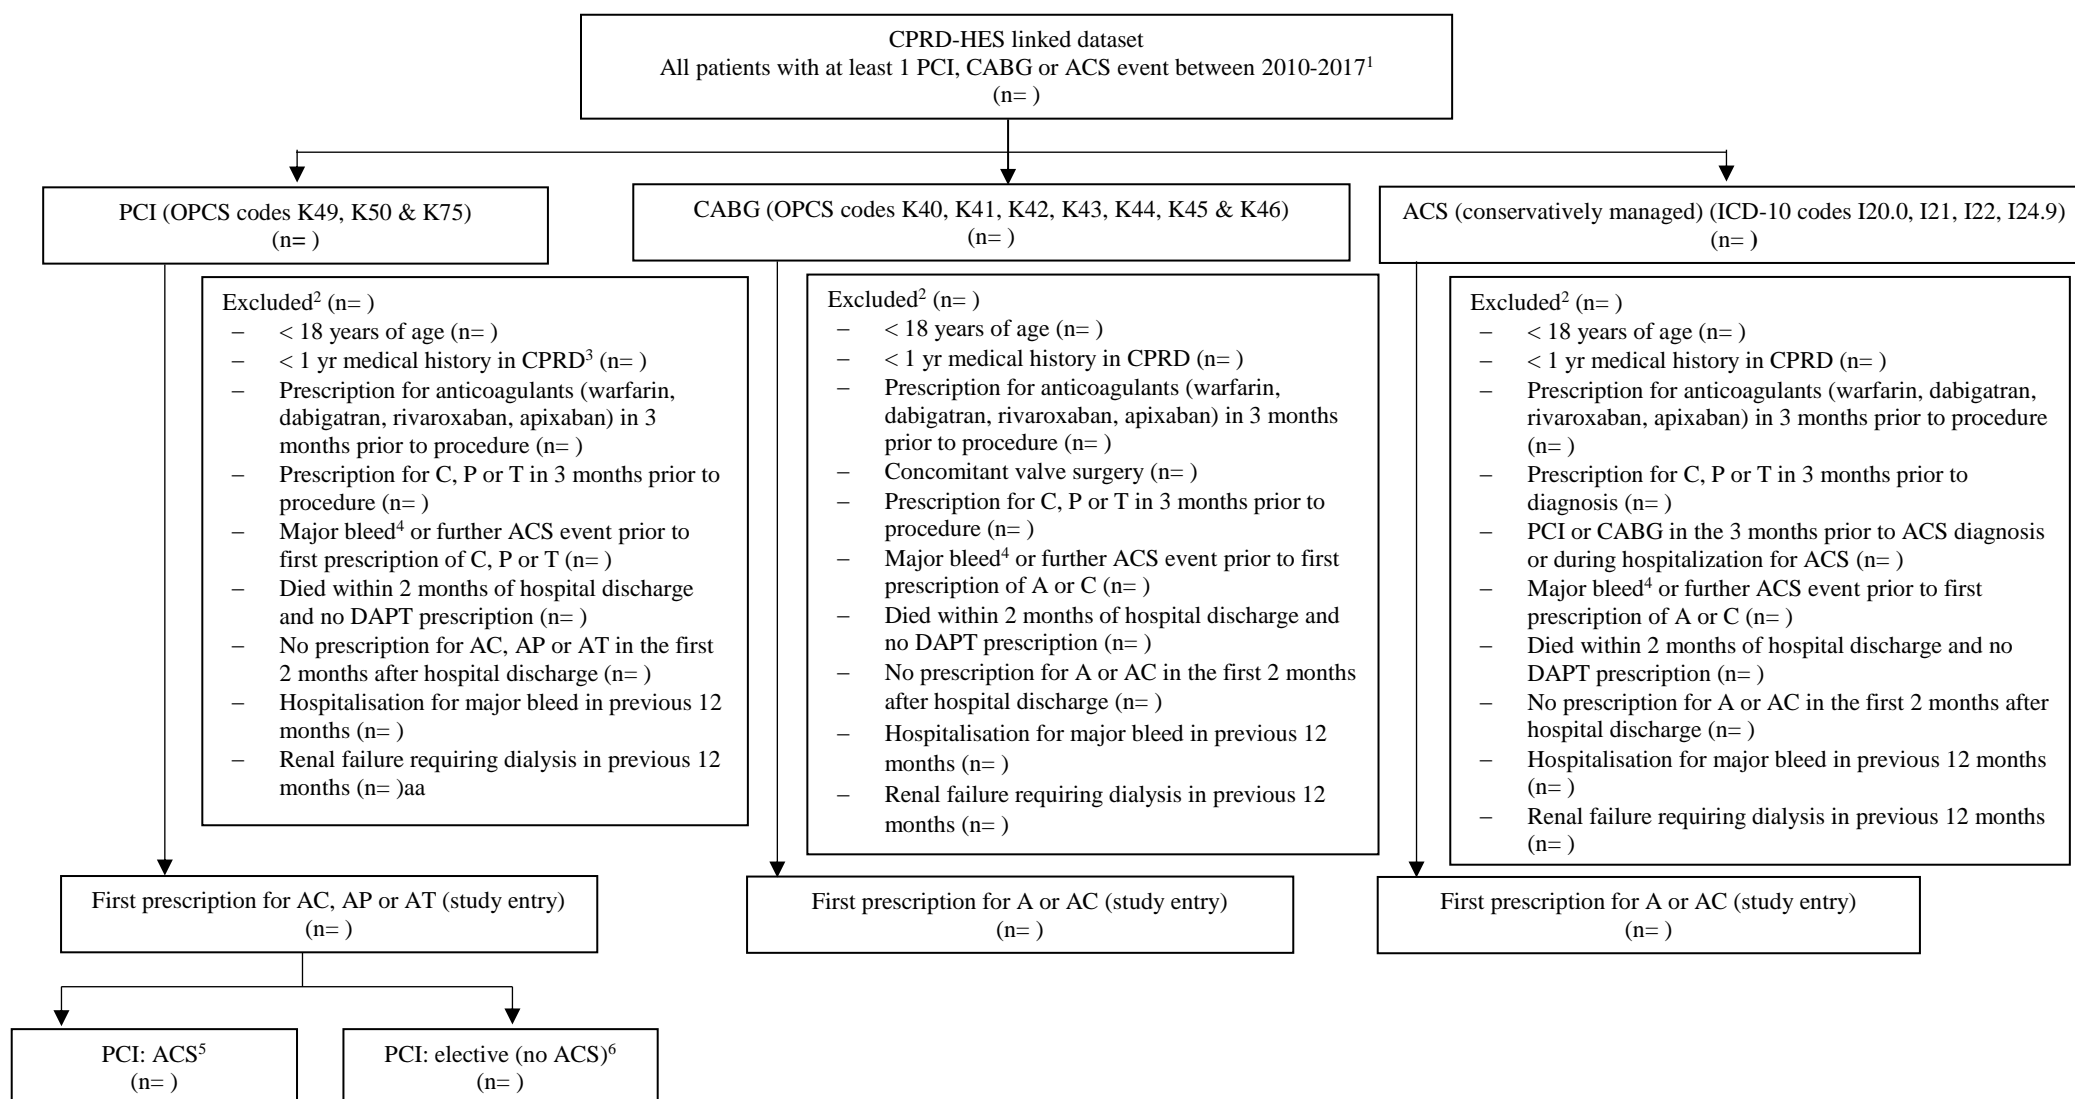 CPRD-HES linked dataset
All patients with at least 1 PCI, CABG or ACS event between 2010-2017¹
(n= )
PCI (OPCS codes K49, K50 & K75)
(n= )
CABG (OPCS codes K40, K41, K42, K43, K44, K45 & K46)
(n= )
ACS (conservatively managed) (ICD-10 codes I20.0, I21, I22, I24.9)
(n= )
Excluded² (n= )
– < 18 years of age (n= )
– < 1 yr medical history in CPRD³ (n= )
– Prescription for anticoagulants (warfarin,
dabigatran, rivaroxaban, apixaban) in 3
months prior to procedure (n= )
– Prescription for C, P or T in 3 months prior to
procedure (n= )
– Major bleed⁴ or further ACS event prior to
first prescription of C, P or T (n= )
– Died within 2 months of hospital discharge
and no DAPT prescription (n= )
– No prescription for AC, AP or AT in the first
2 months after hospital discharge (n= )
– Hospitalisation for major bleed in previous 12
months (n= )
– Renal failure requiring dialysis in previous 12
months (n= )aa
Excluded² (n= )
– < 18 years of age (n= )
– < 1 yr medical history in CPRD (n= )
– Prescription for anticoagulants (warfarin,
dabigatran, rivaroxaban, apixaban) in 3 months
prior to procedure (n= )
– Concomitant valve surgery (n= )
– Prescription for C, P or T in 3 months prior to
procedure (n= )
– Major bleed⁴ or further ACS event prior to first
prescription of A or C (n= )
– Died within 2 months of hospital discharge and
no DAPT prescription (n= )
– No prescription for A or AC in the first 2 months
after hospital discharge (n= )
– Hospitalisation for major bleed in previous 12
months (n= )
– Renal failure requiring dialysis in previous 12
months (n= )
Excluded² (n= )
– < 18 years of age (n= )
– < 1 yr medical history in CPRD (n= )
– Prescription for anticoagulants (warfarin, dabigatran,
rivaroxaban, apixaban) in 3 months prior to procedure
(n= )
– Prescription for C, P or T in 3 months prior to
diagnosis (n= )
– PCI or CABG in the 3 months prior to ACS diagnosis
or during hospitalization for ACS (n= )
– Major bleed⁴ or further ACS event prior to first
prescription of A or C (n= )
– Died within 2 months of hospital discharge and no
DAPT prescription (n= )
– No prescription for A or AC in the first 2 months after
hospital discharge (n= )
– Hospitalisation for major bleed in previous 12 months
(n= )
– Renal failure requiring dialysis in previous 12 months
(n= )
First prescription for AC, AP or AT (study entry)
(n= )
First prescription for A or AC (study entry)
(n= )
First prescription for A or AC (study entry)
(n= )
PCI: ACS⁵
(n= )
PCI: elective (no ACS)⁶
(n= )